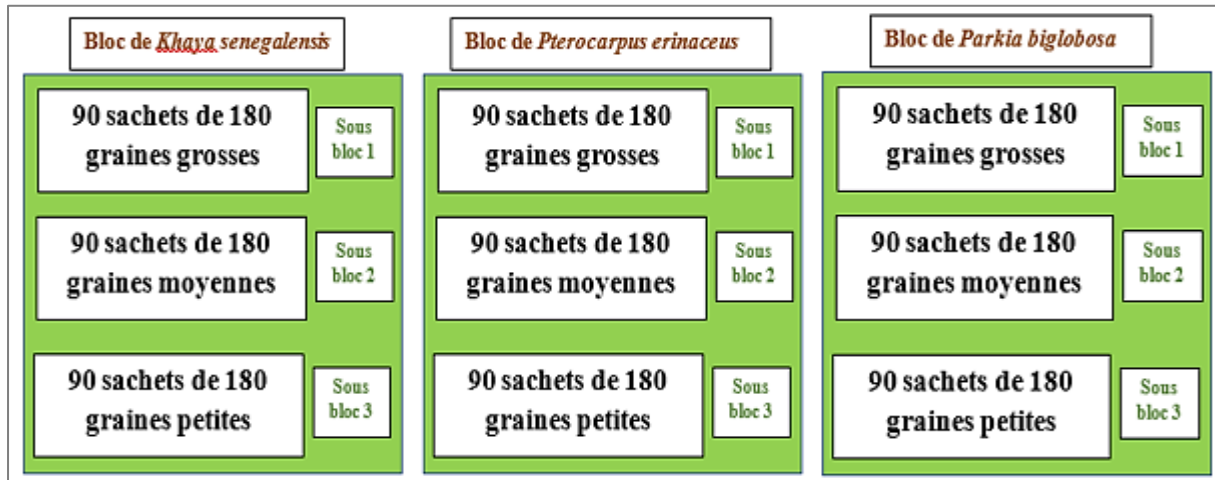 Bloc de Khaya senegalensis
90 sachets de 180
graines grosses
Sous
bloc 1
90 sachets de 180
graines moyennes
Sous
bloc 2
90 sachets de 180
graines petites
Sous
bloc 3
Bloc de Pterocarpus erinaceus
90 sachets de 180
graines grosses
Sous
bloc 1
90 sachets de 180
graines moyennes
Sous
bloc 2
90 sachets de 180
graines petites
Sous
bloc 3
Bloc de Parkia biglobosa
90 sachets de 180
graines grosses
Sous
bloc 1
90 sachets de 180
graines moyennes
Sous
bloc 2
90 sachets de 180
graines petites
Sous
bloc 3